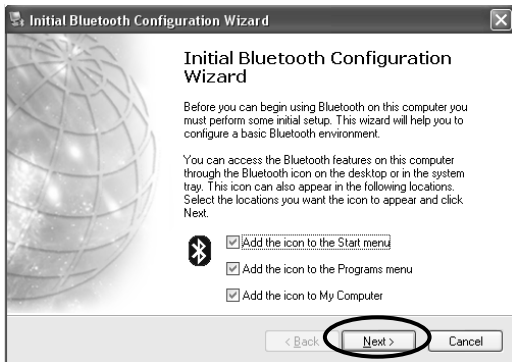 Initial Bluetooth Configuration Wizard
Initial Bluetooth Configuration
Wizard
Before you can begin using Bluetooth on this computer you
must perform some initial setup. This wizard will help you to
configure a basic Bluetooth environment.
You can access the Bluetooth features on this computer
through the Bluetooth icon on the desktop or in the system
tray. This icon can also appear in the following locations.
Select the locations you want the icon to appear and click
Next.
Add the icon to the Start menu
Add the icon to the Programs menu
Add the icon to My Computer
< Back Next > Cancel